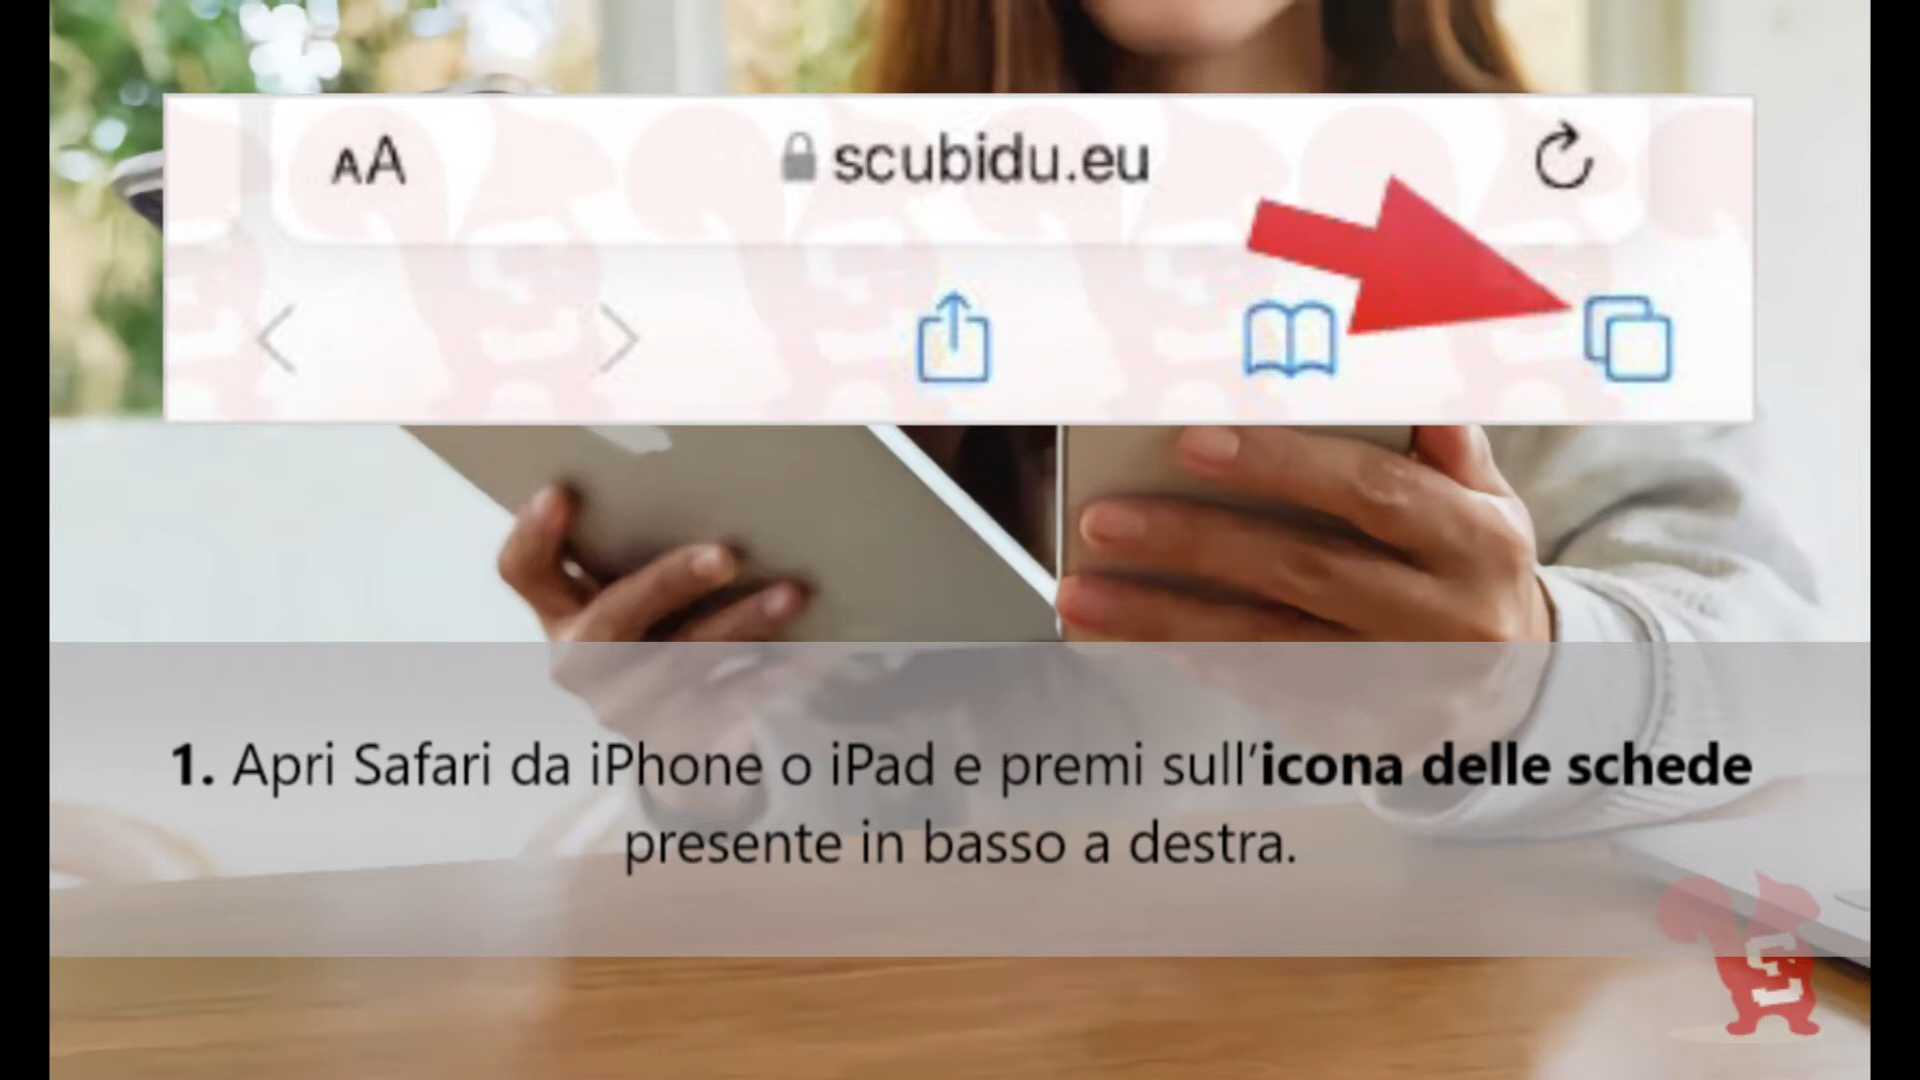 AA
scubidu.eu
1. Apri Safari da iPhone o iPad e premi sull'icona delle schede
presente in basso a destra.
S